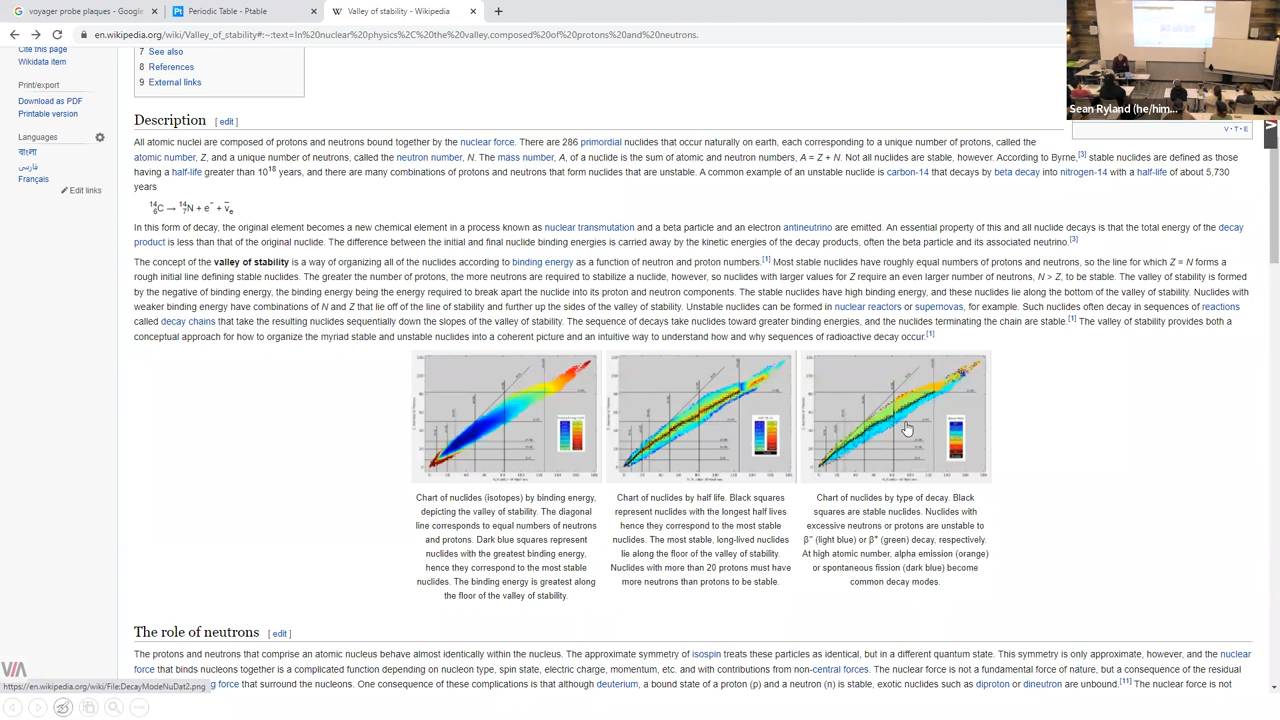 voyager probe plaques - Google
Periodic Table - Ptable
Valley of stability - Wikipedia
en.wikipedia.org/wiki/Valley_of_stability#:~:text=In%20nuclear%20physics%2C%20the%20valley,composed%20of%20protons%20and%20neutrons.
Sean Ryland (he/him...
V · T · E
Cite this page
Wikidata item
Print/export
Download as PDF
Printable version
Languages
বাংলা
فارسی
Français
Edit links
7 See also
8 References
9 External links
Description [ edit ]
All atomic nuclei are composed of protons and neutrons bound together by the nuclear force. There are 286 primordial nuclides that occur naturally on earth, each corresponding to a unique number of protons, called the
atomic number, Z, and a unique number of neutrons, called the neutron number, N. The mass number, A, of a nuclide is the sum of atomic and neutron numbers, A = Z + N. Not all nuclides are stable, however. According to Byrne,[3] stable nuclides are defined as those
having a half-life greater than 10¹⁸ years, and there are many combinations of protons and neutrons that form nuclides that are unstable. A common example of an unstable nuclide is carbon-14 that decays by beta decay into nitrogen-14 with a half-life of about 5,730
years
¹⁴₆C → ¹⁴₇N + e⁻ + ν̅ₑ
In this form of decay, the original element becomes a new chemical element in a process known as nuclear transmutation and a beta particle and an electron antineutrino are emitted. An essential property of this and all nuclide decays is that the total energy of the decay
product is less than that of the original nuclide. The difference between the initial and final nuclide binding energies is carried away by the kinetic energies of the decay products, often the beta particle and its associated neutrino.[3]
The concept of the valley of stability is a way of organizing all of the nuclides according to binding energy as a function of neutron and proton numbers.[1] Most stable nuclides have roughly equal numbers of protons and neutrons, so the line for which Z = N forms a
rough initial line defining stable nuclides. The greater the number of protons, the more neutrons are required to stabilize a nuclide, however, so nuclides with larger values for Z require an even larger number of neutrons, N > Z, to be stable. The valley of stability is formed
by the negative of binding energy, the binding energy being the energy required to break apart the nuclide into its proton and neutron components. The stable nuclides have high binding energy, and these nuclides lie along the bottom of the valley of stability. Nuclides with
weaker binding energy have combinations of N and Z that lie off of the line of stability and further up the sides of the valley of stability. Unstable nuclides can be formed in nuclear reactors or supernovas, for example. Such nuclides often decay in sequences of reactions
called decay chains that take the resulting nuclides sequentially down the slopes of the valley of stability. The sequence of decays take nuclides toward greater binding energies, and the nuclides terminating the chain are stable.[1] The valley of stability provides both a
conceptual approach for how to organize the myriad stable and unstable nuclides into a coherent picture and an intuitive way to understand how and why sequences of radioactive decay occur.[1]
Chart of nuclides (isotopes) by binding energy,
depicting the valley of stability. The diagonal
line corresponds to equal numbers of neutrons
and protons. Dark blue squares represent
nuclides with the greatest binding energy,
hence they correspond to the most stable
nuclides. The binding energy is greatest along
the floor of the valley of stability.
Chart of nuclides by half life. Black squares
represent nuclides with the longest half lives
hence they correspond to the most stable
nuclides. The most stable, long-lived nuclides
lie along the floor of the valley of stability.
Nuclides with more than 20 protons must have
more neutrons than protons to be stable.
Chart of nuclides by type of decay. Black
squares are stable nuclides. Nuclides with
excessive neutrons or protons are unstable to
β⁻ (light blue) or β⁺ (green) decay, respectively.
At high atomic number, alpha emission (orange)
or spontaneous fission (dark blue) become
common decay modes.
The role of neutrons [ edit ]
The protons and neutrons that comprise an atomic nucleus behave almost identically within the nucleus. The approximate symmetry of isospin treats these particles as identical, but in a different quantum state. This symmetry is only approximate, however, and the nuclear
force that binds nucleons together is a complicated function depending on nucleon type, spin state, electric charge, momentum, etc. and with contributions from non-central forces. The nuclear force is not a fundamental force of nature, but a consequence of the residual
force that surround the nucleons. One consequence of these complications is that although deuterium, a bound state of a proton (p) and a neutron (n) is stable, exotic nuclides such as diproton or dineutron are unbound.[11] The nuclear force is not
VIA
https://en.wikipedia.org/wiki/File:DecayModeNuDat2.png